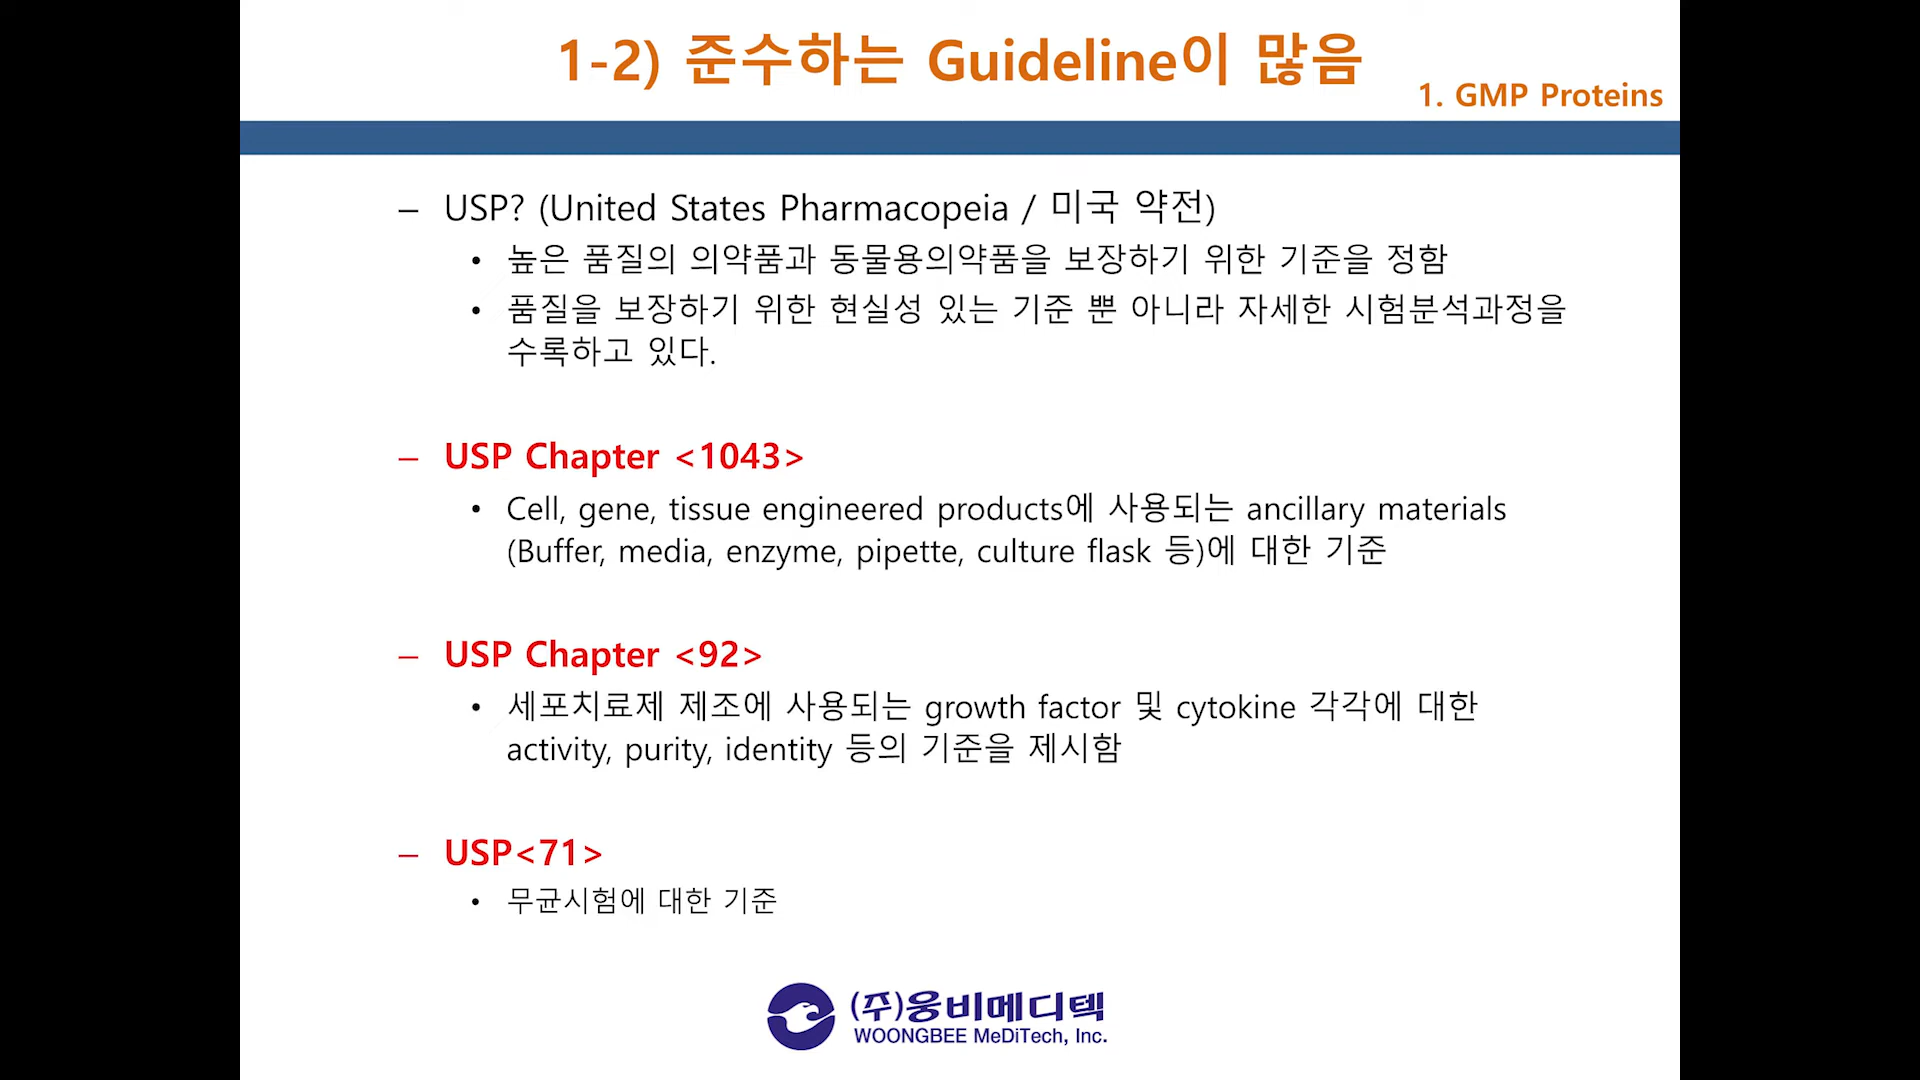 1-2) 준수하는 Guideline이 많음
1. GMP Proteins
– USP? (United States Pharmacopeia / 미국 약전)
• 높은 품질의 의약품과 동물용의약품을 보장하기 위한 기준을 정함
• 품질을 보장하기 위한 현실성 있는 기준 뿐 아니라 자세한 시험분석과정을
수록하고 있다.
– USP Chapter <1043>
• Cell, gene, tissue engineered products에 사용되는 ancillary materials
(Buffer, media, enzyme, pipette, culture flask 등)에 대한 기준
– USP Chapter <92>
• 세포치료제 제조에 사용되는 growth factor 및 cytokine 각각에 대한
activity, purity, identity 등의 기준을 제시함
– USP<71>
• 무균시험에 대한 기준
(주)웅비메디텍
WOONGBEE MeDiTech, Inc.